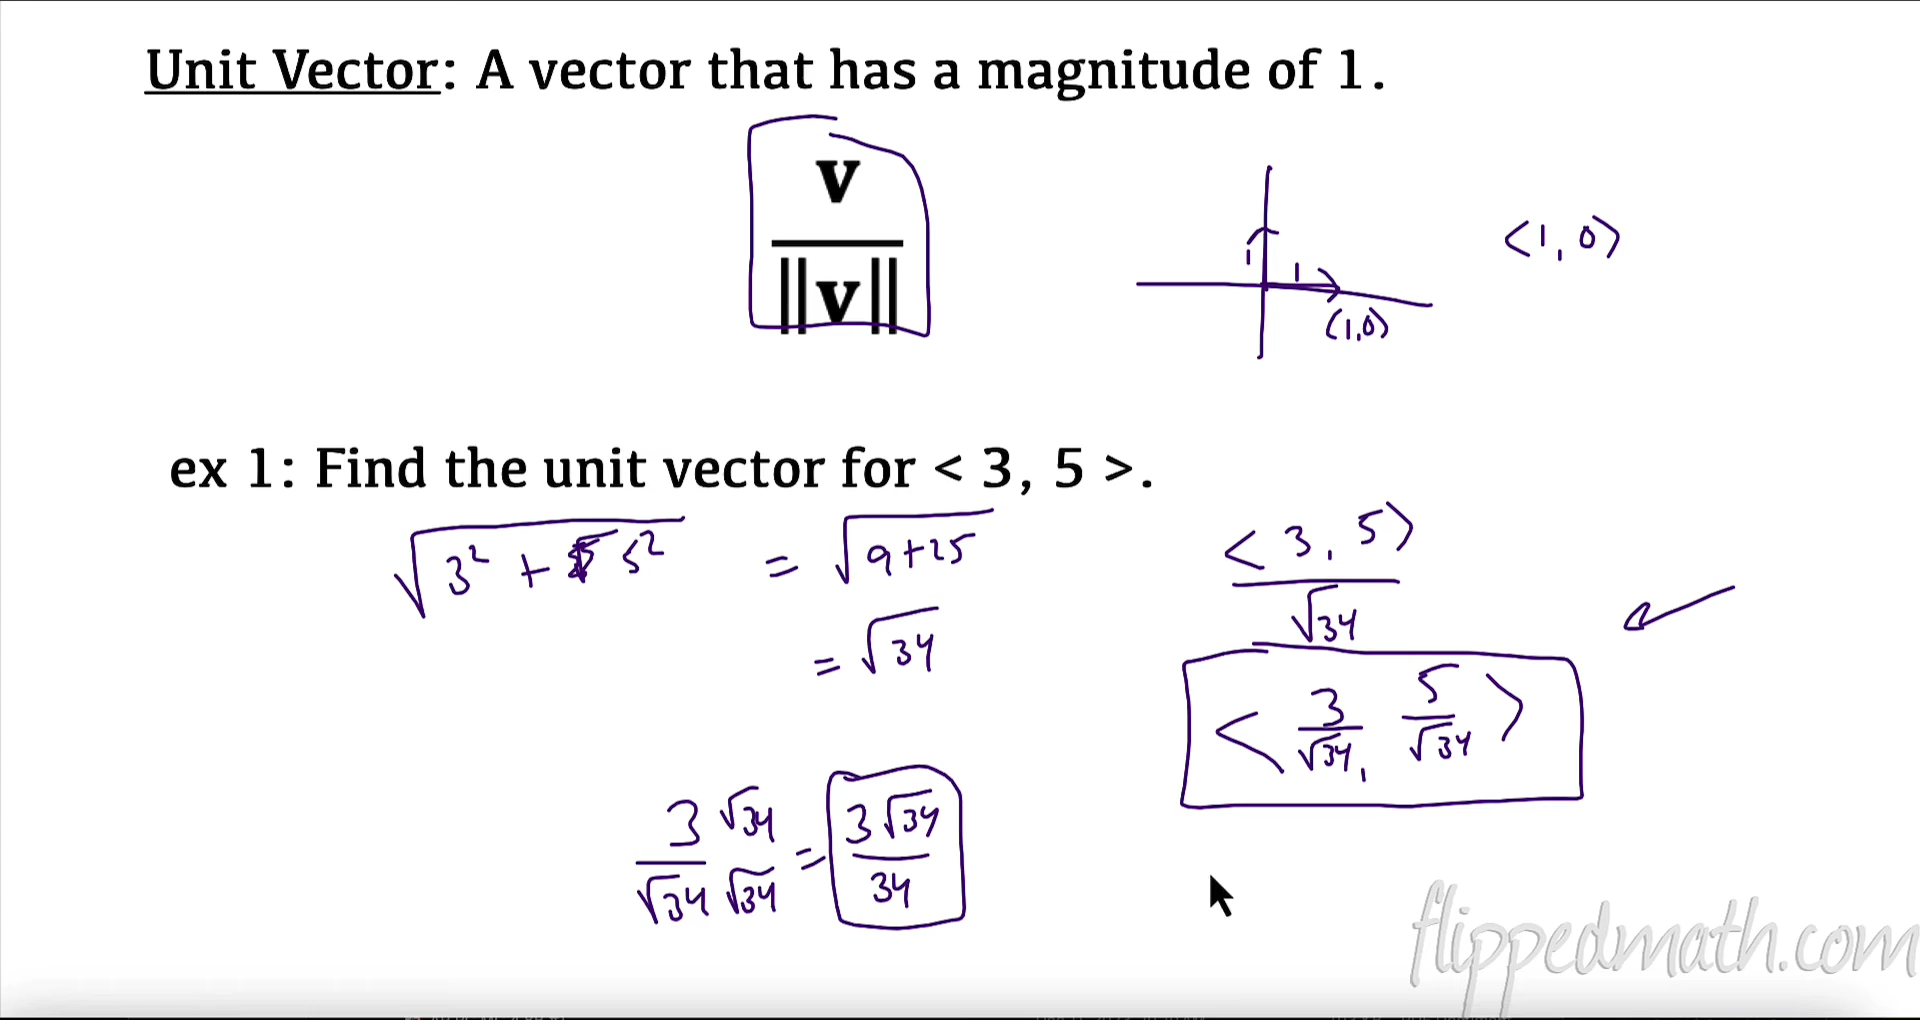 Unit Vector: A vector that has a magnitude of 1.
v
||v||
1
1
(1,0)
<1,0>
ex 1: Find the unit vector for < 3, 5 >.
√3² + 5²
= √9+25
= √34
<3, 5>
√34
< 3/√34, 5/√34 >
3 √34
√34 √34
= 3√34
34
flippedmath.com